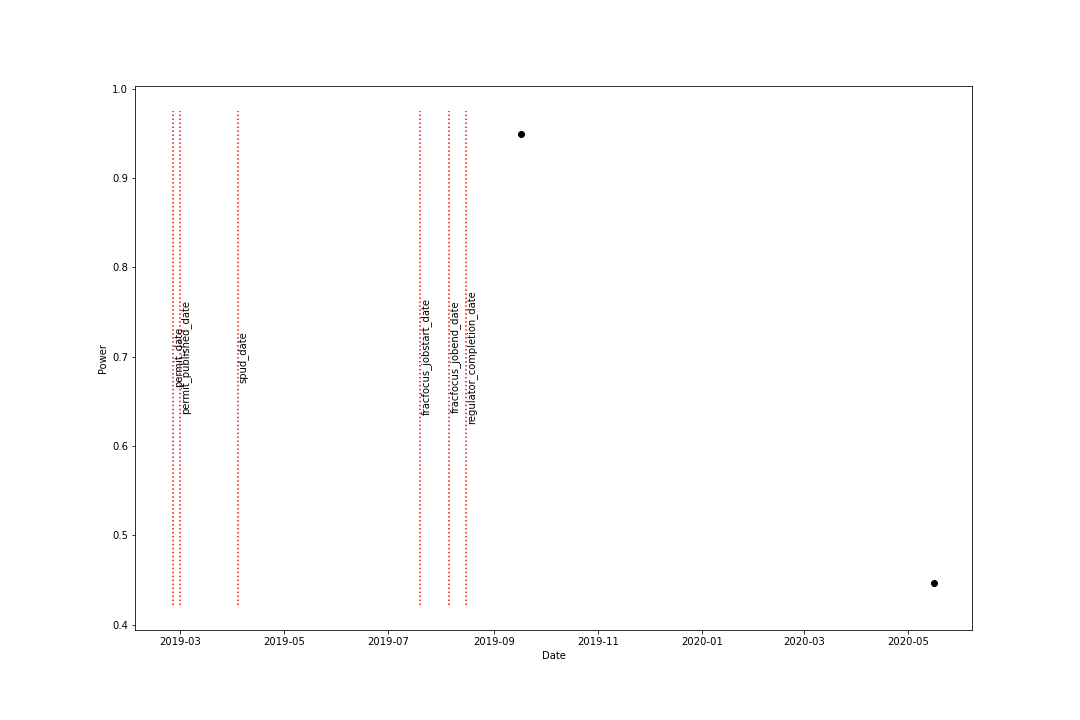 1.0
0.9
0.8
0.7
0.6
0.5
0.4
Power
permit_date
permit_published_date
spud_date
fracfocus_jobstart_date
fracfocus_jobend_date
regulator_completion_date
2019-03
2019-05
2019-07
2019-09
2019-11
2020-01
2020-03
2020-05
Date